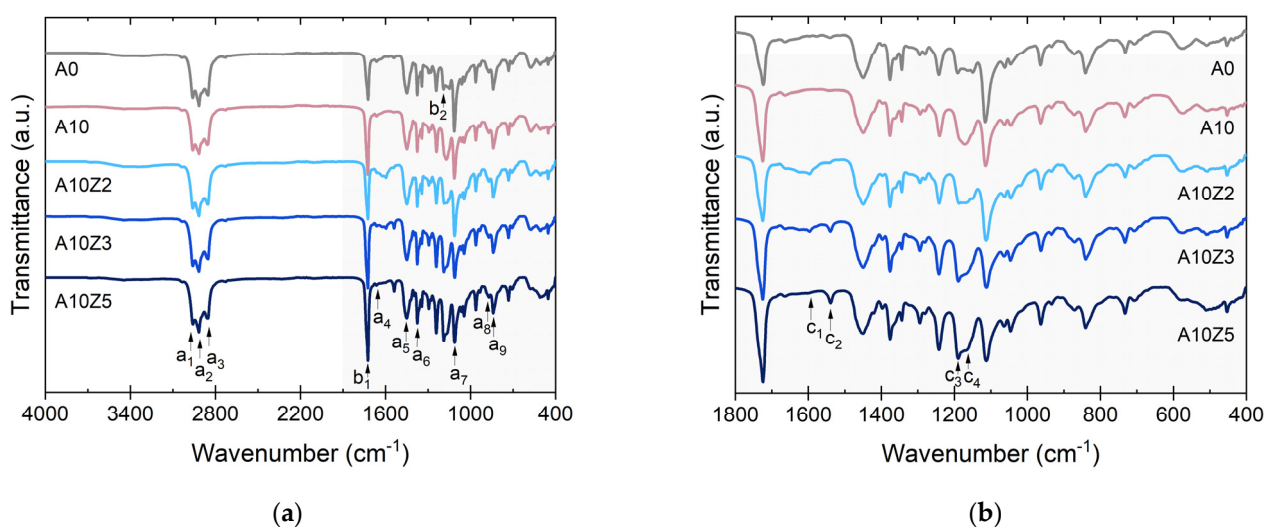 Transmittance (a.u.)
A0
A10
A10Z2
A10Z3
A10Z5
b2
a1
a2
a3
b1
a4
a5
a6
a7
a8
a9
4000 3400 2800 2200 1600 1000 400
Wavenumber (cm-1)
(a)
Transmittance (a.u.)
A0
A10
A10Z2
A10Z3
A10Z5
c1
c2
c3
c4
1800 1600 1400 1200 1000 800 600 400
Wavenumber (cm-1)
(b)